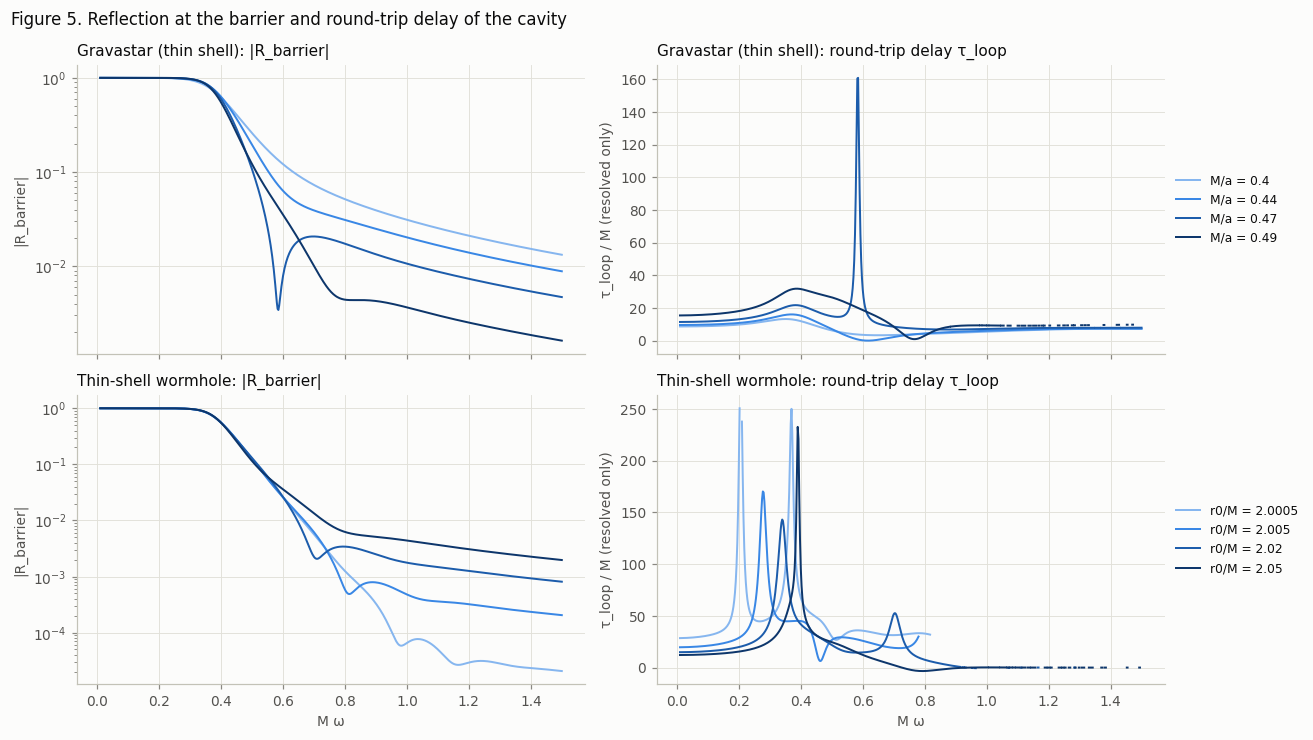 Figure 5. Reflection at the barrier and round-trip delay of the cavity
Gravastar (thin shell): |R_barrier|
|R_barrier|
10⁰
10⁻¹
10⁻²
Gravastar (thin shell): round-trip delay τ_loop
τ_loop / M (resolved only)
160
140
120
100
80
60
40
20
0
M/a = 0.4
M/a = 0.44
M/a = 0.47
M/a = 0.49
Thin-shell wormhole: |R_barrier|
|R_barrier|
10⁰
10⁻¹
10⁻²
10⁻³
10⁻⁴
0.0 0.2 0.4 0.6 0.8 1.0 1.2 1.4
M ω
Thin-shell wormhole: round-trip delay τ_loop
τ_loop / M (resolved only)
250
200
150
100
50
0
0.0 0.2 0.4 0.6 0.8 1.0 1.2 1.4
M ω
r0/M = 2.0005
r0/M = 2.005
r0/M = 2.02
r0/M = 2.05